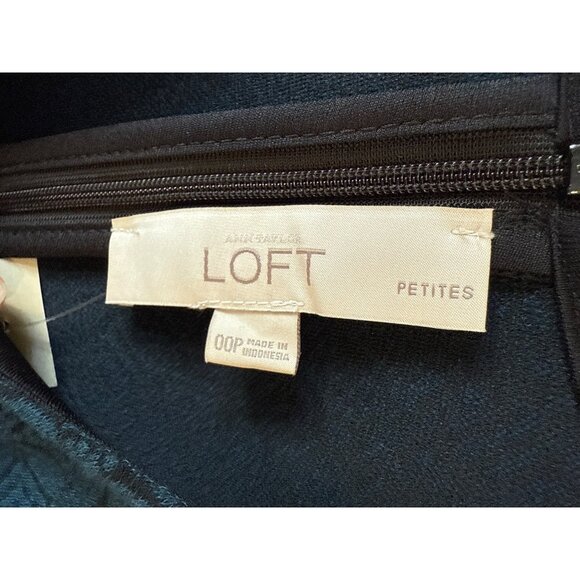 ANN TAYLOR
LOFT
PETITES
00P
MADE IN
INDONESIA